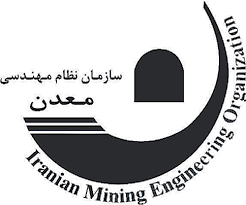 سازمان نظام مهندسی
معدن
Iranian Mining Engineering Organization